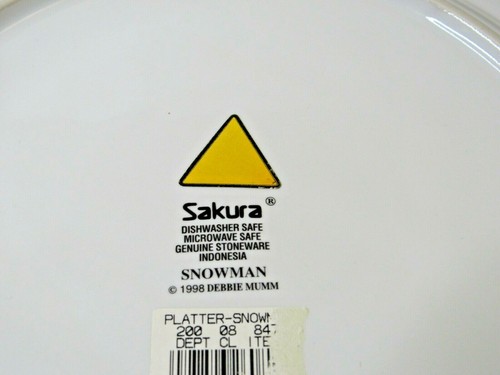 Sakura®
DISHWASHER SAFE
MICROWAVE SAFE
GENUINE STONEWARE
INDONESIA
SNOWMAN
© 1998 DEBBIE MUMM
PLATTER-SNOW
200 08 84
DEPT CL ITE